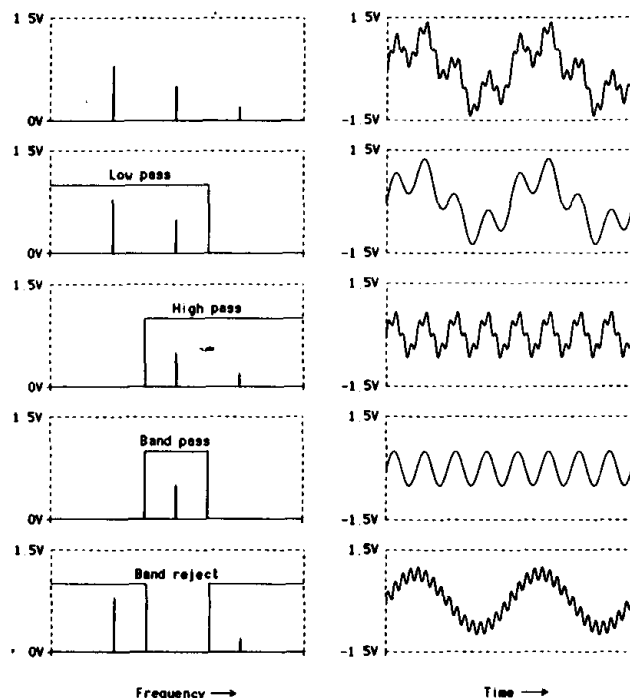 1 5V
0V
1 5V
-1 5V
1 5V
Low pass
0V
1 5V
-1 5V
1 5V
High pass
0V
1 5V
-1 5V
1 5V
Band pass
0V
1 5V
-1 5V
1 5V
Band reject
0V
1 5V
-1 5V
Frequency →
Time →